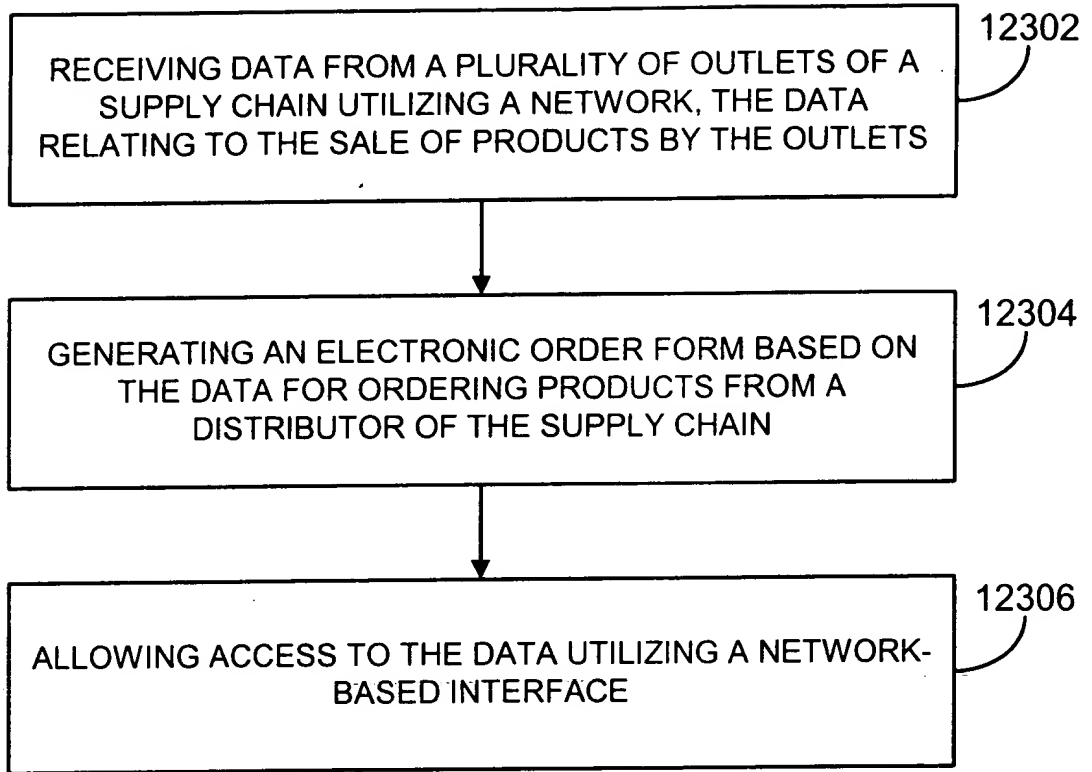 12302
RECEIVING DATA FROM A PLURALITY OF OUTLETS OF A
SUPPLY CHAIN UTILIZING A NETWORK, THE DATA
RELATING TO THE SALE OF PRODUCTS BY THE OUTLETS
12304
GENERATING AN ELECTRONIC ORDER FORM BASED ON
THE DATA FOR ORDERING PRODUCTS FROM A
DISTRIBUTOR OF THE SUPPLY CHAIN
12306
ALLOWING ACCESS TO THE DATA UTILIZING A NETWORK-
BASED INTERFACE